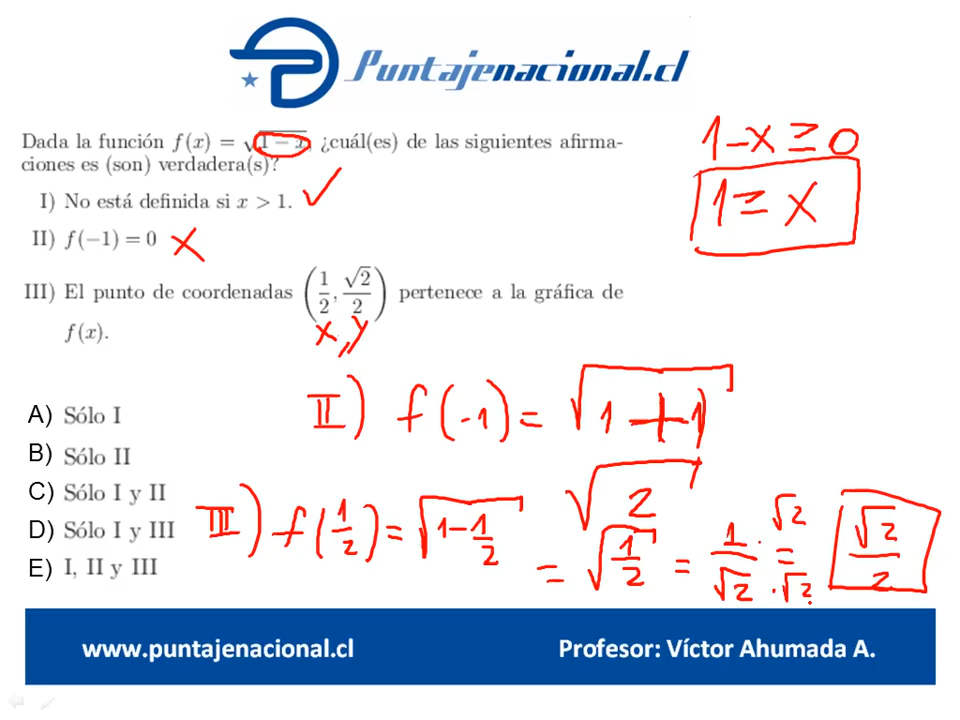 Puntajenacional.cl
Dada la función f(x) = √(1 − x), ¿cuál(es) de las siguientes afirma-
ciones es (son) verdadera(s)?
I) No está definida si x > 1. ✓
II) f(−1) = 0 X
III) El punto de coordenadas (1/2, √2/2) pertenece a la gráfica de
f(x).
x, y
1-x ≥ 0
1 ≥ x
A) Sólo I
B) Sólo II
C) Sólo I y II
D) Sólo I y III
E) I, II y III
II) f(-1) = √(1+1)
√2
III) f(1/2) = √(1-1/2) = √(1/2) = 1/√2 · √2/√2 = √2/2
www.puntajenacional.cl
Profesor: Víctor Ahumada A.